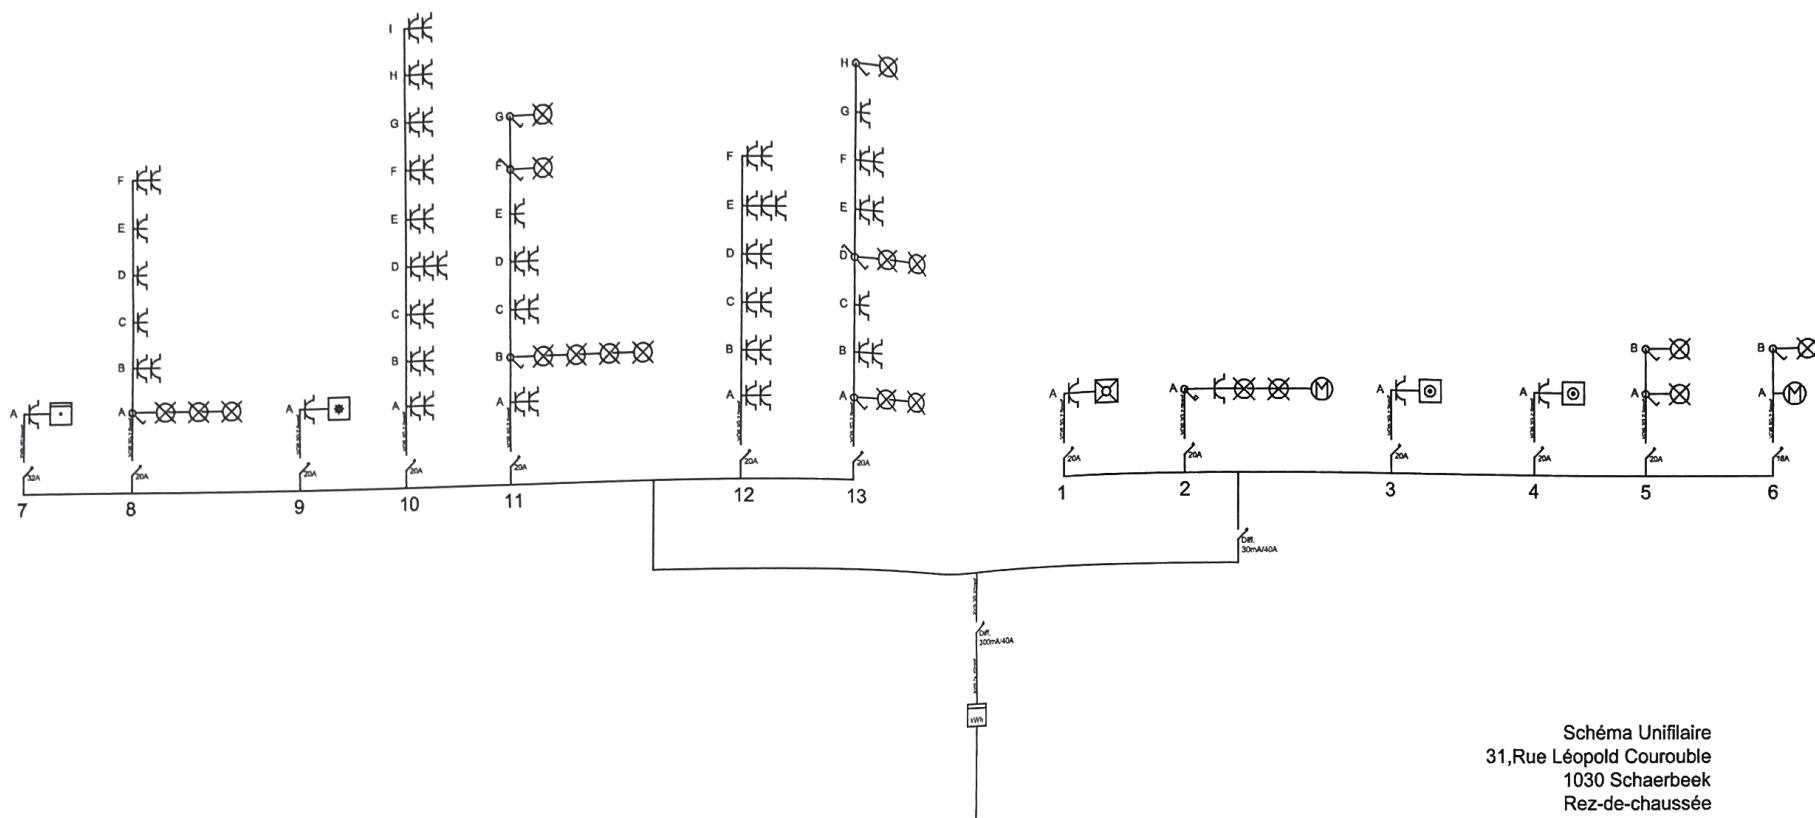 I
H
G
F
E
D
C
B
A
H
G
F
E
D
C
B
A
G
F
E
D
C
B
A
F
E
D
C
B
A
F
E
D
C
B
A
A
A
A
A M
A
A
B
A
B
A M
32A
20A
20A
20A
20A
20A
20A
20A
20A
20A
20A
20A
16A
7 8 9 10 11 12 13 1 2 3 4 5 6
Diff.
30mA/40A
Diff.
300mA/40A
kWh
Schéma Unifilaire
31,Rue Léopold Courouble
1030 Schaerbeek
Rez-de-chaussée